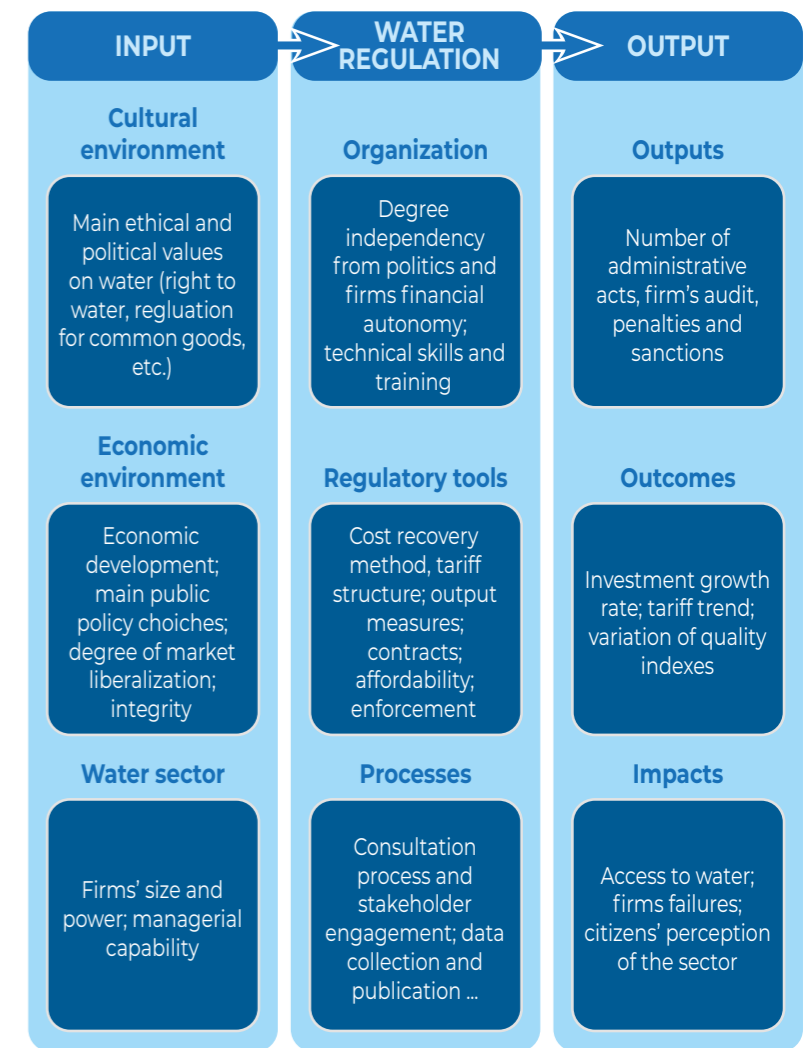 INPUT
Cultural
environment
Main ethical and
political values
on water (right to
water, regluation
for common goods,
etc.)
Economic
environment
Economic
development;
main public
policy choiches;
degree of market
liberalization;
integrity
Water sector
Firms’ size and
power; managerial
capability
WATER
REGULATION
Organization
Degree
independency
from politics and
firms financial
autonomy;
technical skills and
training
Regulatory tools
Cost recovery
method, tariff
structure; output
measures;
contracts;
affordability;
enforcement
Processes
Consultation
process and
stakeholder
engagement; data
collection and
publication ...
OUTPUT
Outputs
Number of
administrative
acts, firm’s audit,
penalties and
sanctions
Outcomes
Investment growth
rate; tariff trend;
variation of quality
indexes
Impacts
Access to water;
firms failures;
citizens’ perception
of the sector